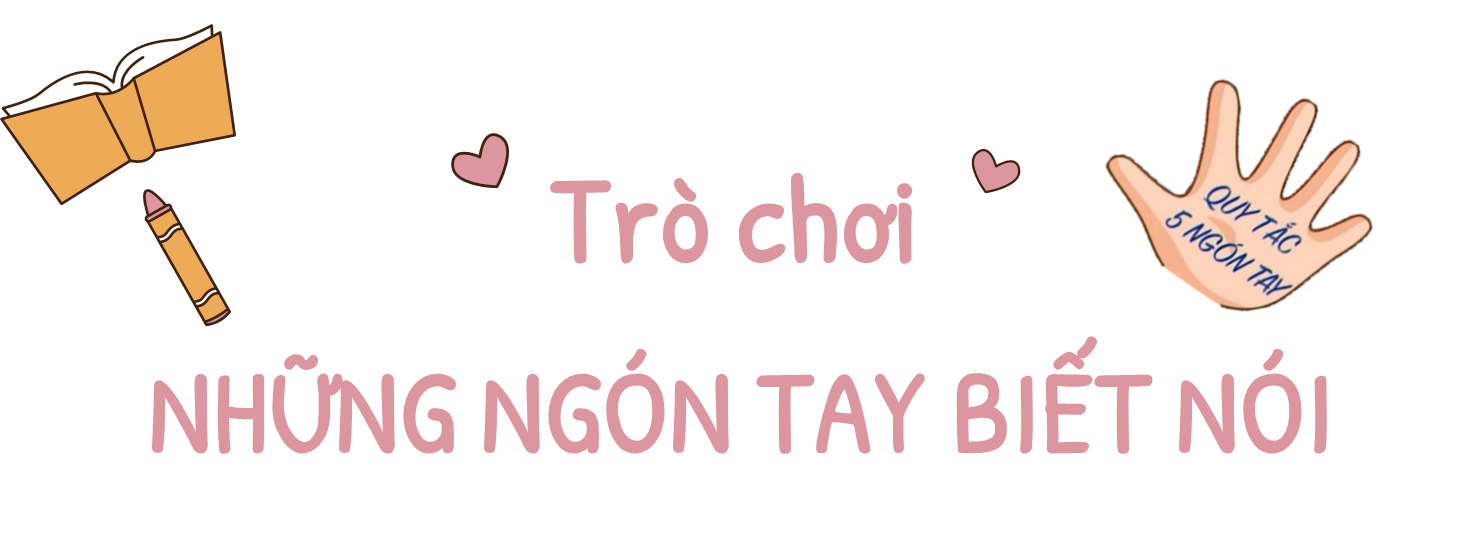 Trò chơi
QUY TẮC
5 NGÓN TAY
NHỮNG NGÓN TAY BIẾT NÓI